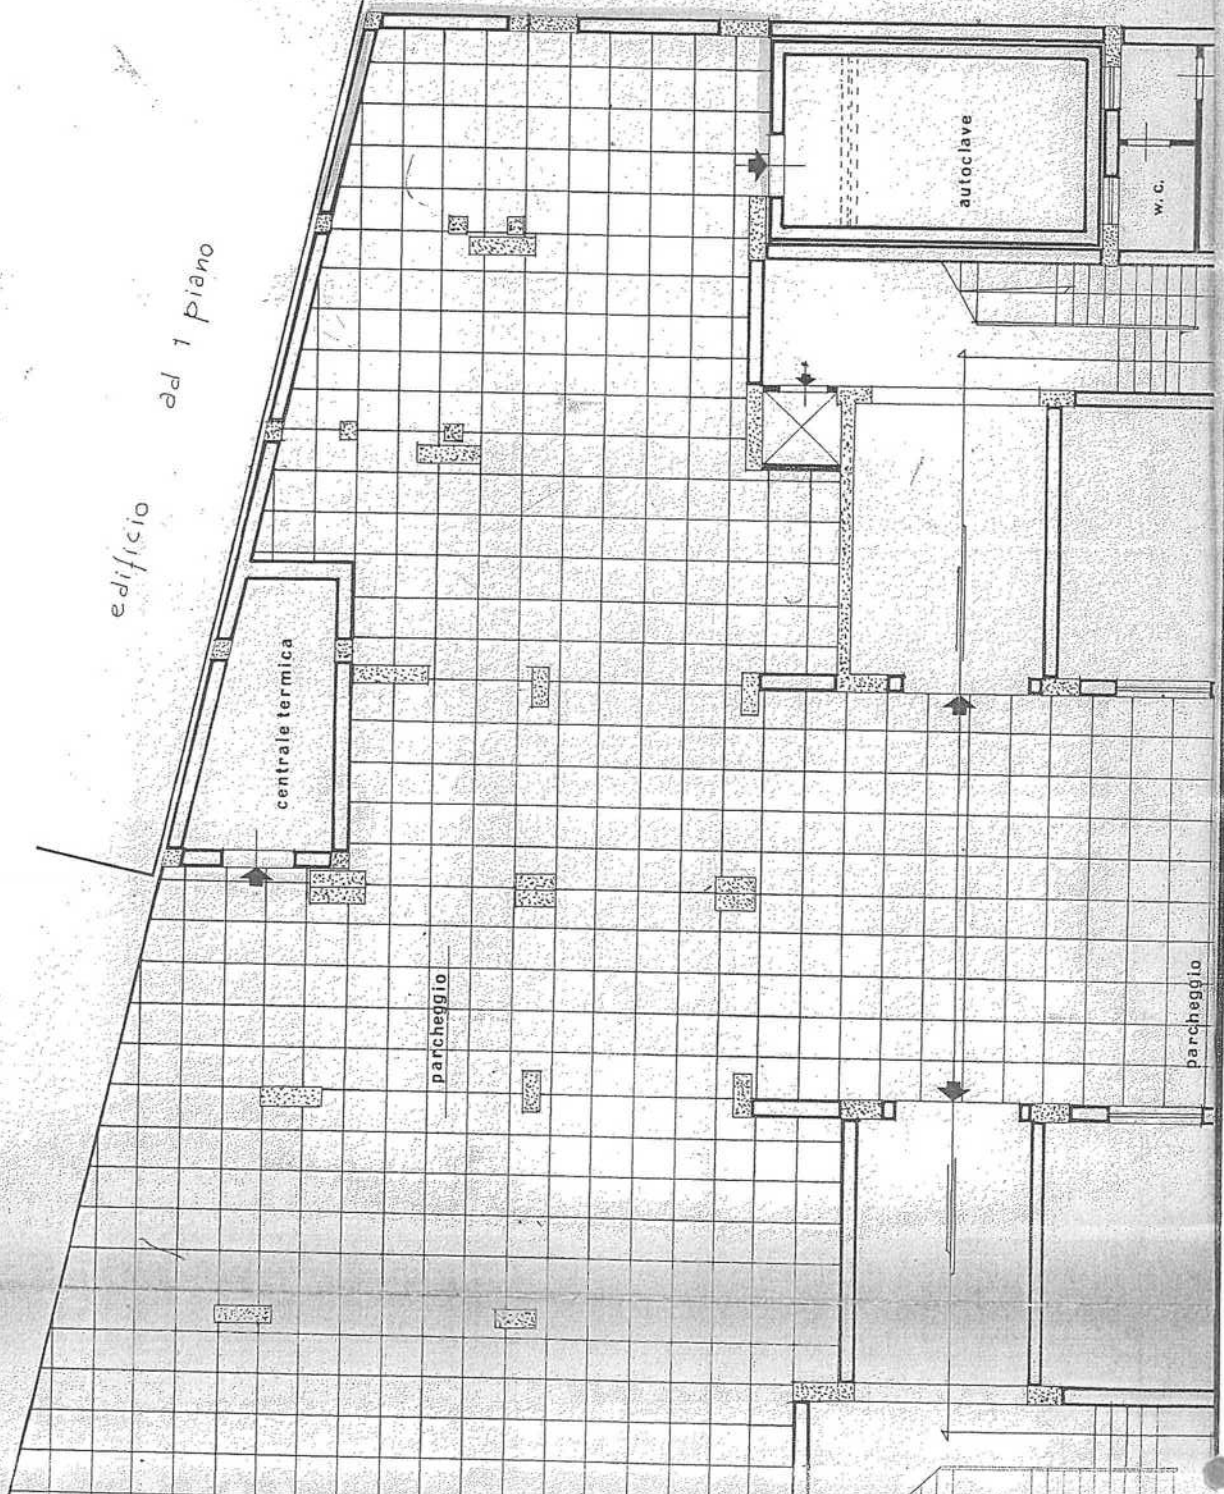 edificio ad 1 piano
autoclave
w. c.
centrale termica
parcheggio
parcheggio